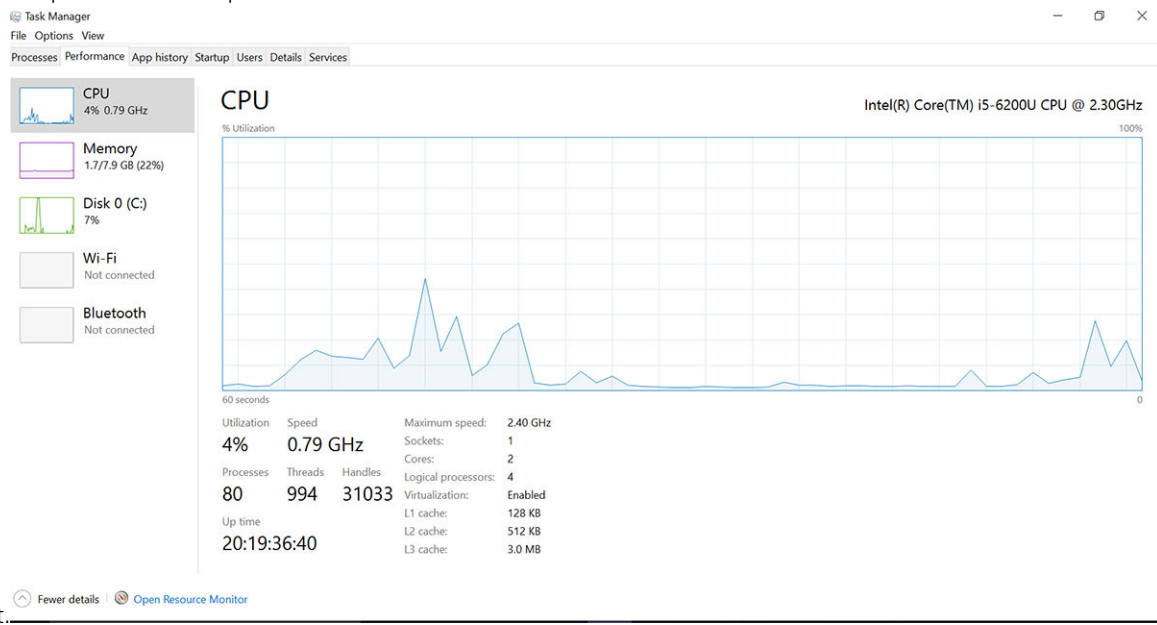 Task Manager
File Options View
Processes Performance App history Startup Users Details Services
CPU
4% 0.79 GHz
Memory
1.7/7.9 GB (22%)
Disk 0 (C:)
7%
Wi-Fi
Not connected
Bluetooth
Not connected
CPU
Intel(R) Core(TM) i5-6200U CPU @ 2.30GHz
% Utilization
100%
60 seconds
0
Utilization Speed
4% 0.79 GHz
Processes Threads Handles
80 994 31033
Up time
20:19:36:40
Maximum speed: 2.40 GHz
Sockets: 1
Cores: 2
Logical processors: 4
Virtualization: Enabled
L1 cache: 128 KB
L2 cache: 512 KB
L3 cache: 3.0 MB
Fewer details Open Resource Monitor